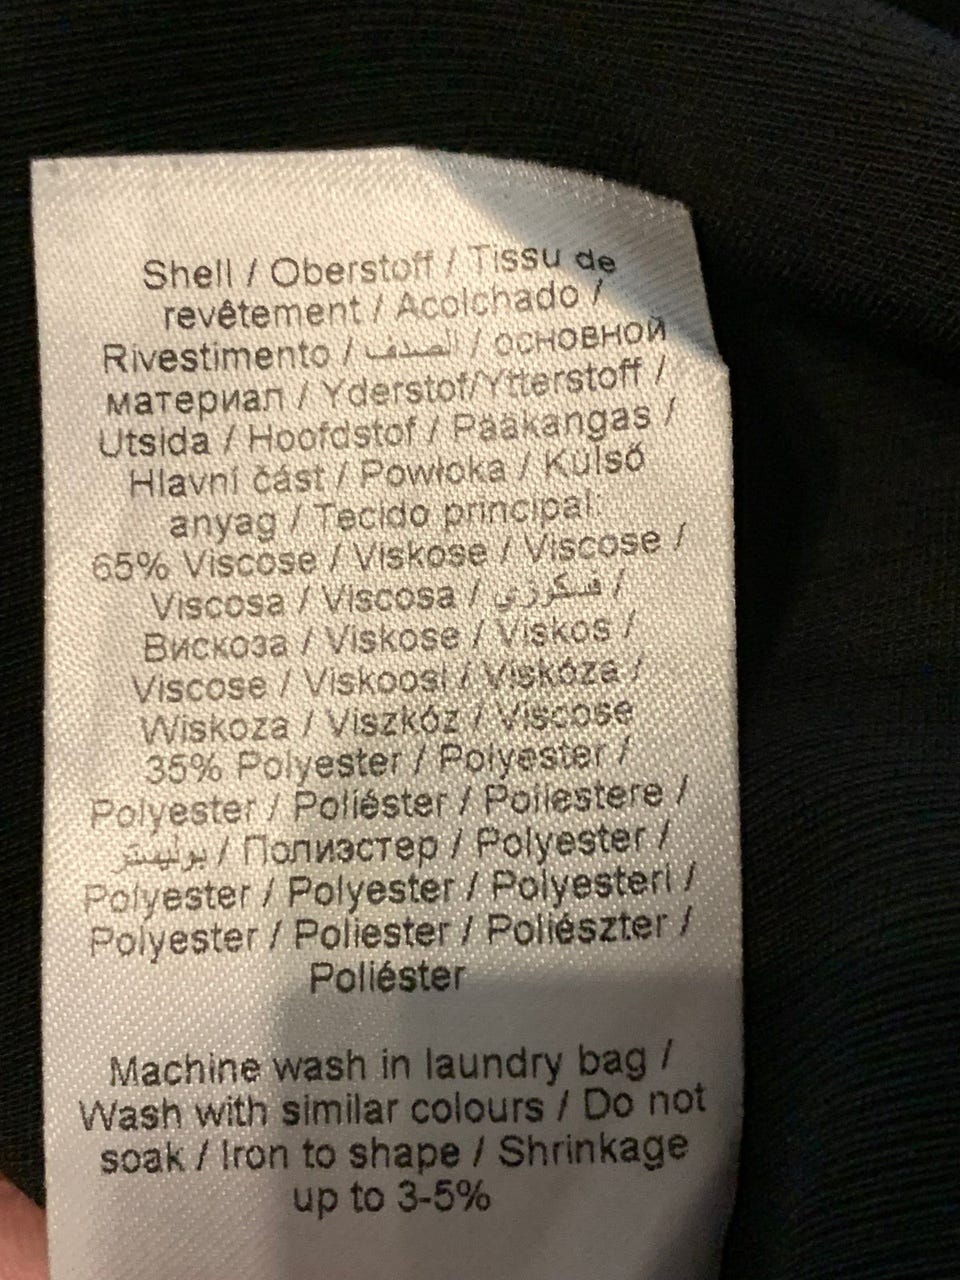 Shell / Oberstoff / Tissu de
revêtement / Acolchado /
Rivestimento / الصدف / основной
материал / Yderstof/Ytterstoff /
Utsida / Hoofdstof / Pääkangas /
Hlavní část / Powłoka / Külső
anyag / Tecido principal:
65% Viscose / Viskose / Viscose /
Viscosa / Viscosa / فسكوزي /
Вискоза / Viskose / Viskos /
Viscose / Viskoosi / Viskóza /
Wiskoza / Viszkóz / Viscose
35% Polyester / Polyester /
Polyester / Poliéster / Poliestere /
بوليستر / Полиэстер / Polyester /
Polyester / Polyester / Polyesteri /
Polyester / Poliester / Poliészter /
Poliéster
Machine wash in laundry bag /
Wash with similar colours / Do not
soak / Iron to shape / Shrinkage
up to 3-5%